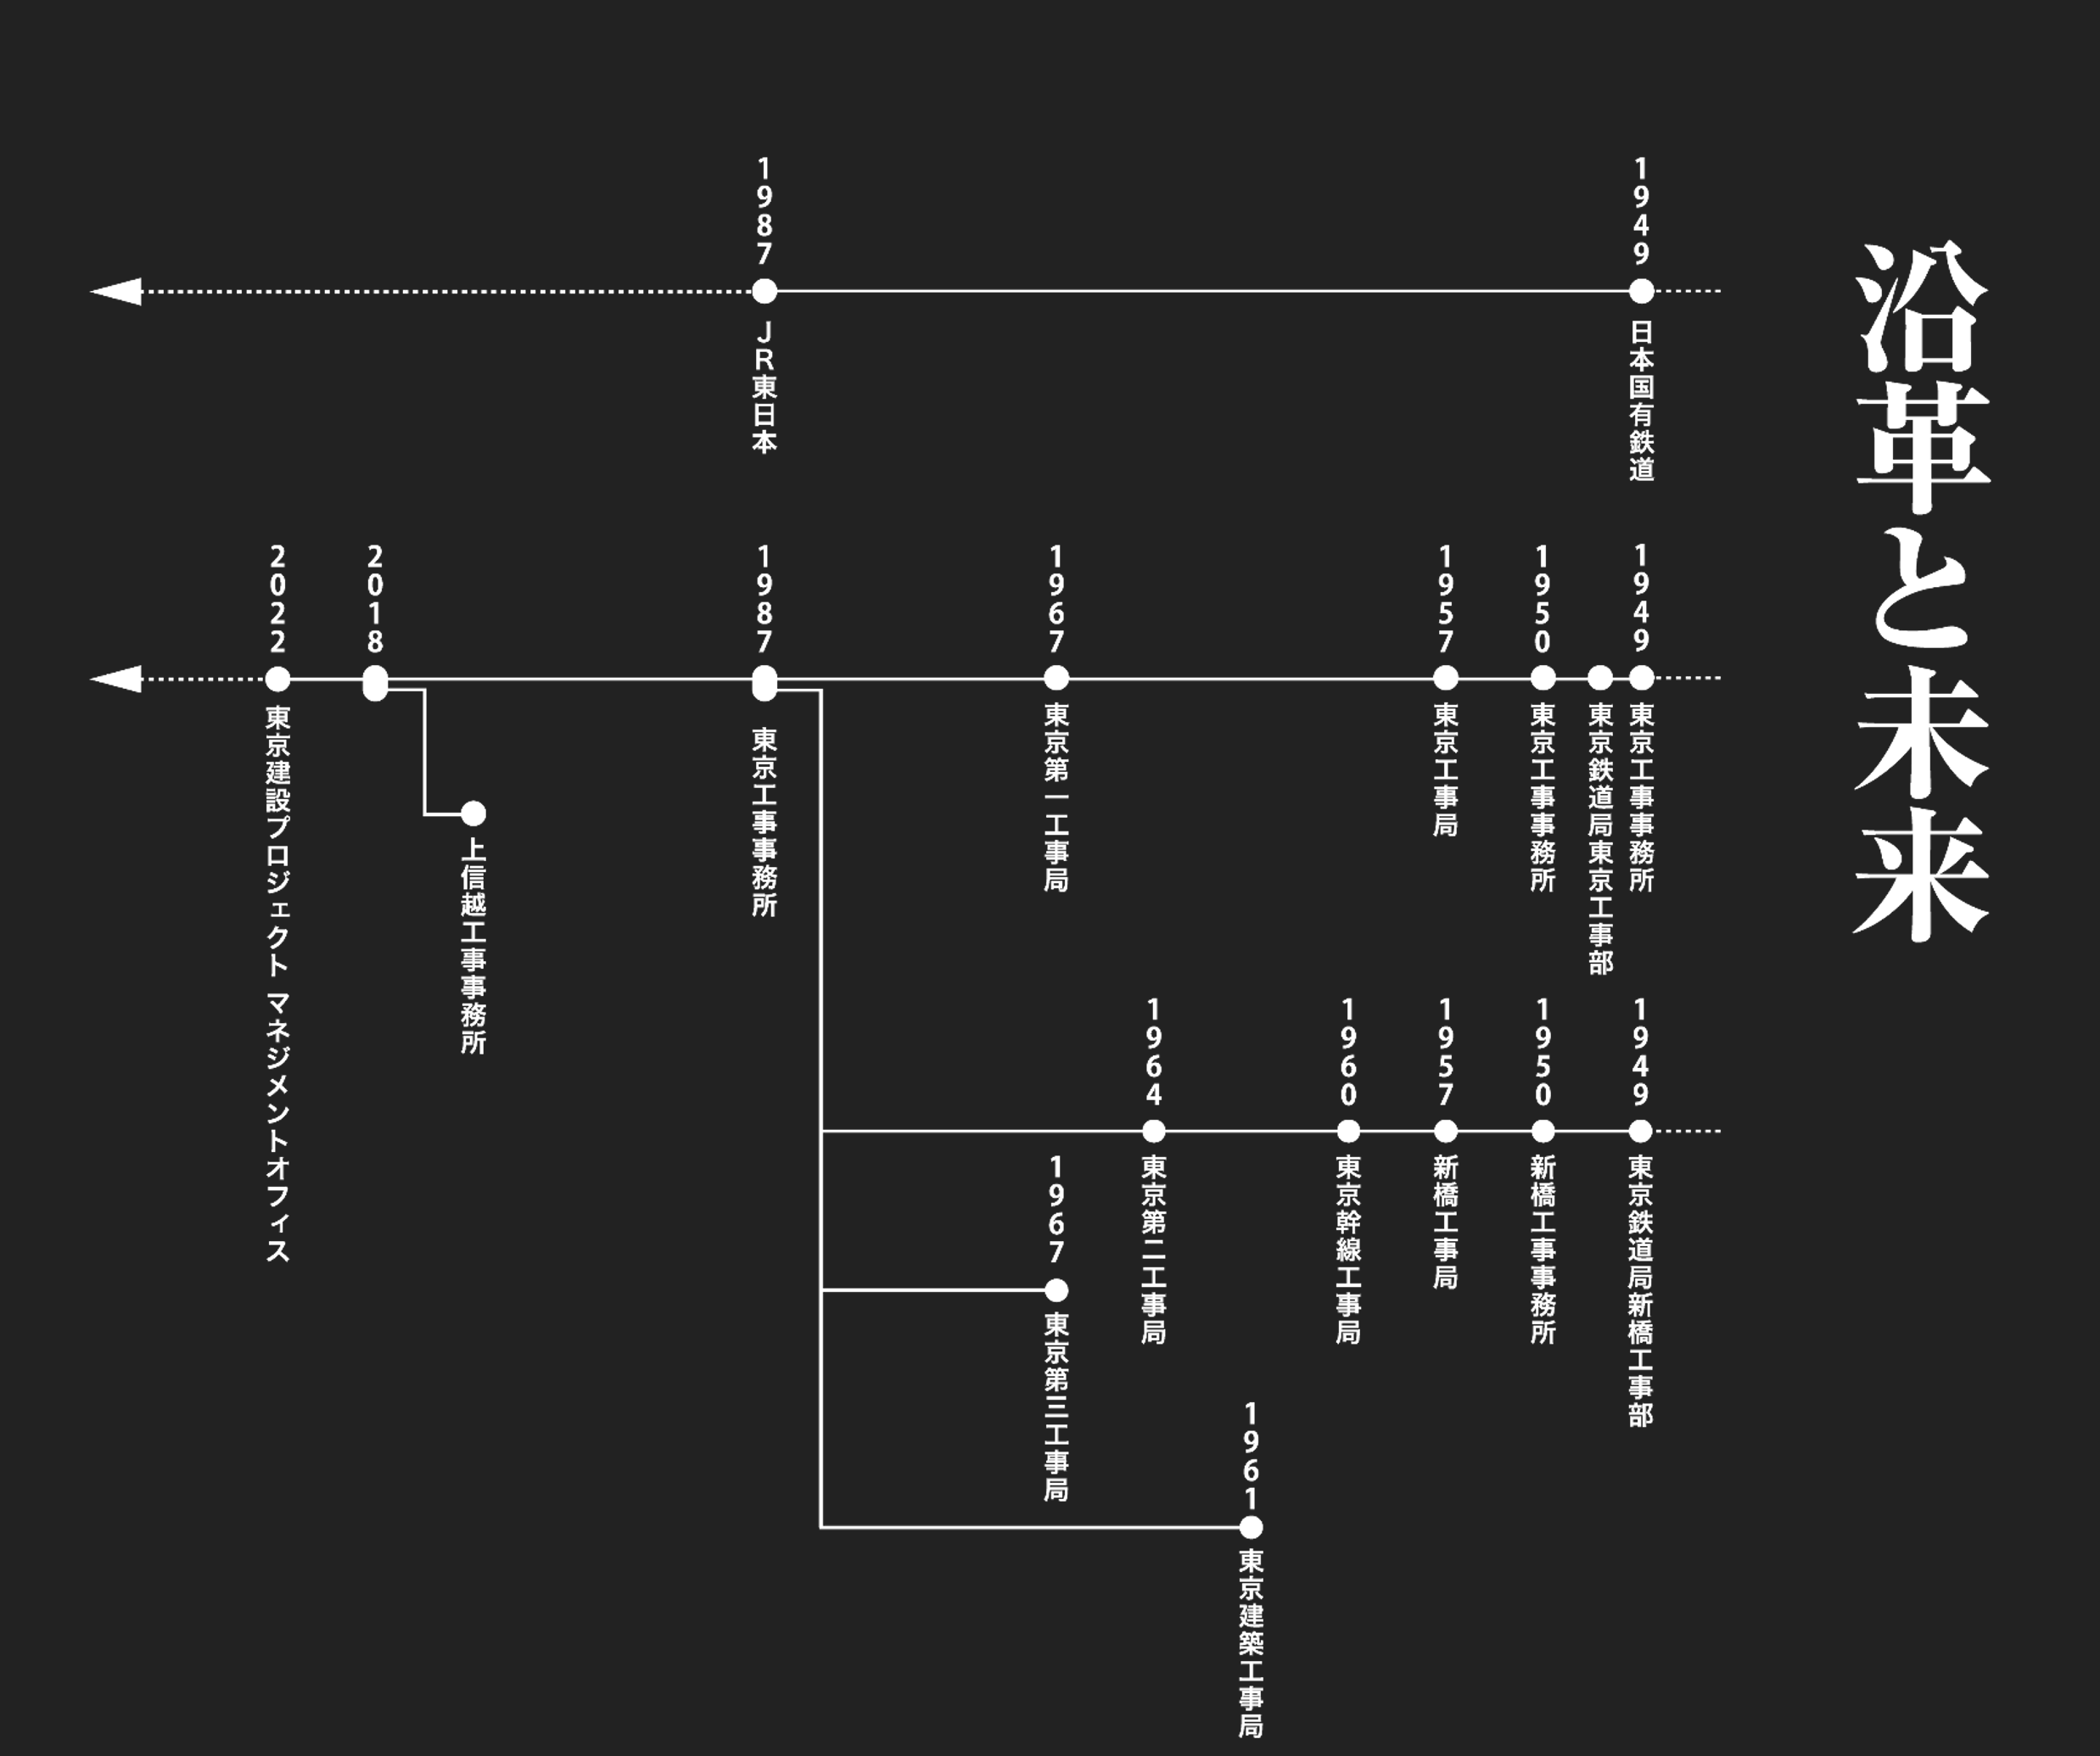 沿革と未来
1949
日本国有鉄道
1987
JR東日本
1949
東京工事事務所
東京鉄道局東京工事部
1950
東京工事事務所
1957
東京工事局
1967
東京第一工事局
1987
東京工事事務所
2018
上信越工事事務所
2022
東京建設プロジェクト マネジメントオフィス
1949
東京鉄道局新橋工事部
1950
新橋工事事務所
1957
新橋工事局
1960
東京幹線工事局
1964
東京第二工事局
1967
東京第三工事局
1961
東京建築工事局